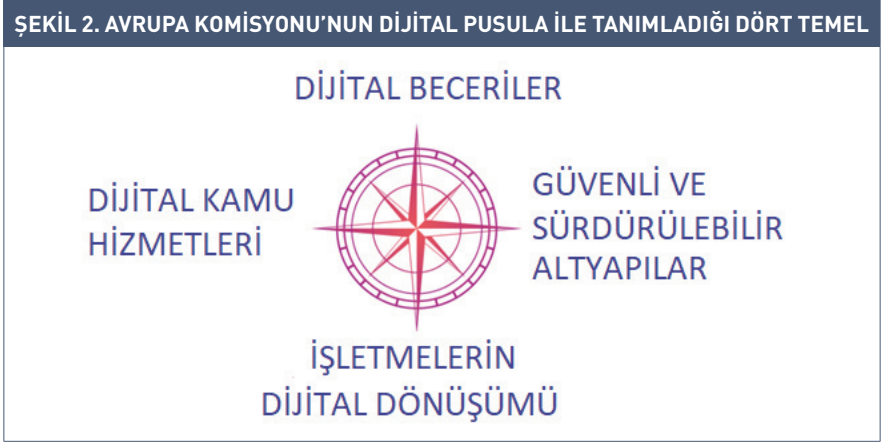 ŞEKİL 2. AVRUPA KOMİSYONU’NUN DİJİTAL PUSULA İLE TANIMLADIĞI DÖRT TEMEL
DİJİTAL BECERİLER
DİJİTAL KAMU
HİZMETLERİ
GÜVENLİ VE
SÜRDÜRÜLEBİLİR
ALTYAPILAR
İŞLETMELERİN
DİJİTAL DÖNÜŞÜMÜ